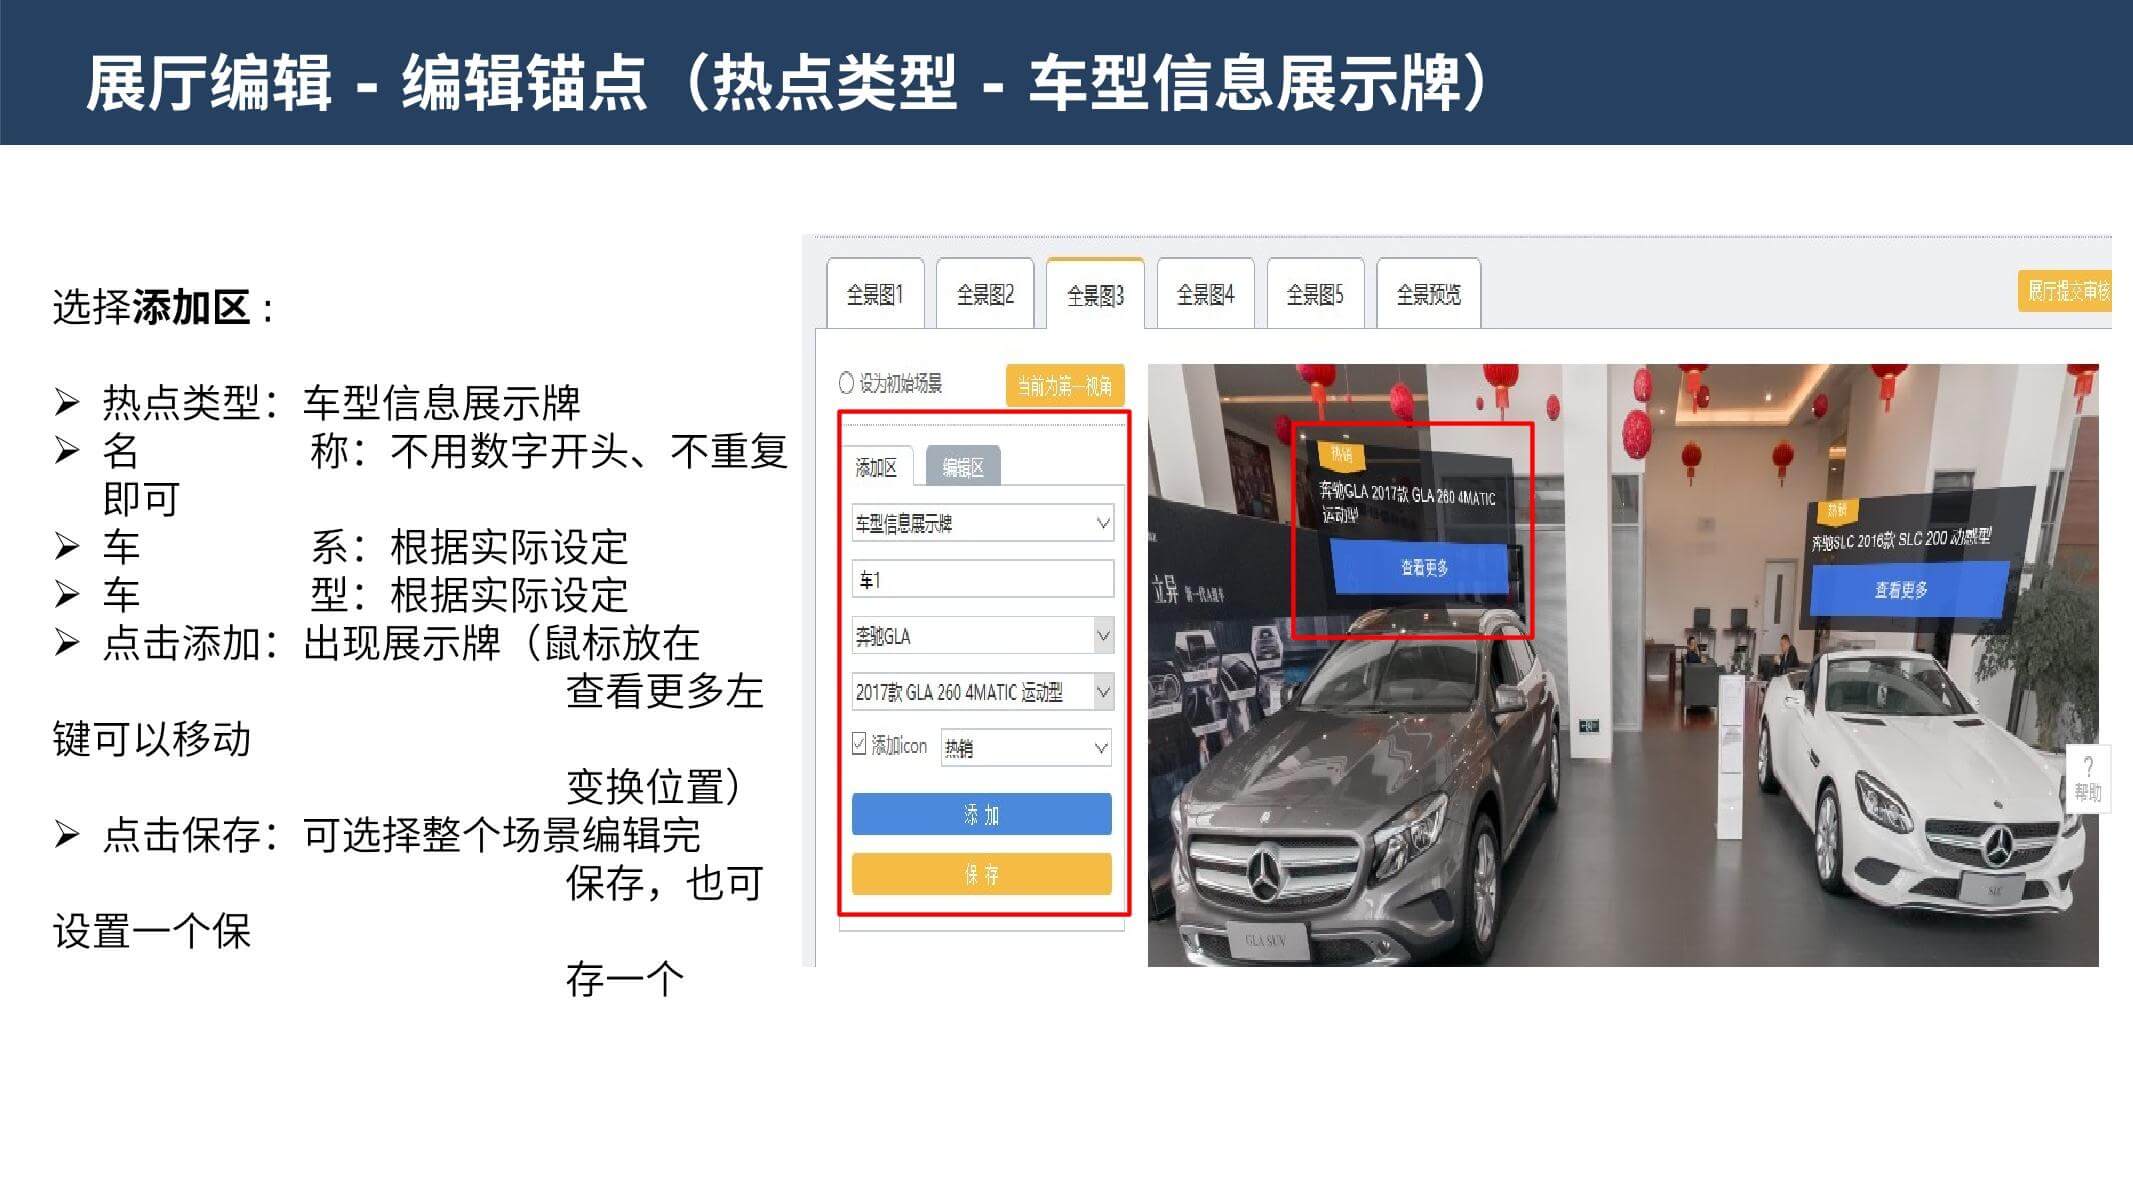 展厅编辑 - 编辑锚点（热点类型 - 车型信息展示牌）
选择添加区：
➢ 热点类型：车型信息展示牌
➢ 名 称：不用数字开头、不重复
即可
➢ 车 系：根据实际设定
➢ 车 型：根据实际设定
➢ 点击添加：出现展示牌（鼠标放在
查看更多左
键可以移动
变换位置）
➢ 点击保存：可选择整个场景编辑完
保存，也可
设置一个保
存一个
全景图1
全景图2
全景图3
全景图4
全景图5
全景预览
展厅提交审核
设为初始场景
当前为第一视角
添加区
编辑区
车型信息展示牌
车1
奔驰GLA
2017款 GLA 260 4MATIC 运动型
添加icon
热销
添 加
保 存
热销
奔驰GLA 2017款 GLA 260 4MATIC
运动型
查看更多
热销
奔驰SLC 2016款 SLC 200 动感型
查看更多
GLA SUV
SLC
?
帮助